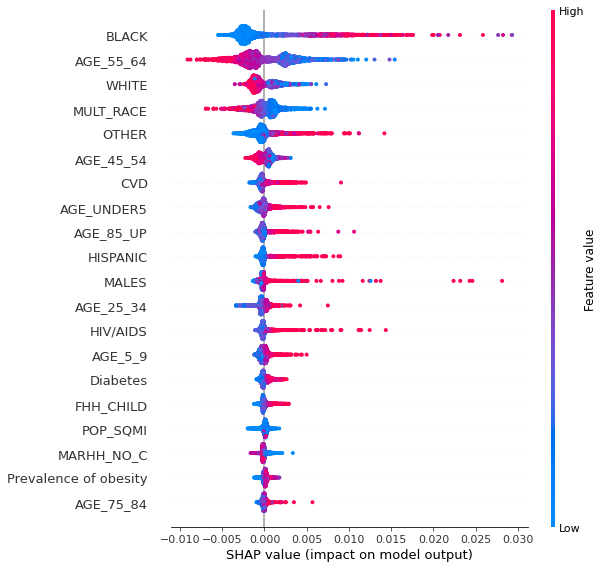 High
BLACK
AGE_55_64
WHITE
MULT_RACE
OTHER
AGE_45_54
CVD
AGE_UNDER5
AGE_85_UP
HISPANIC
MALES
AGE_25_34
HIV/AIDS
AGE_5_9
Diabetes
FHH_CHILD
POP_SQMI
MARHH_NO_C
Prevalence of obesity
AGE_75_84
Feature value
Low
−0.010 −0.005 0.000 0.005 0.010 0.015 0.020 0.025 0.030
SHAP value (impact on model output)